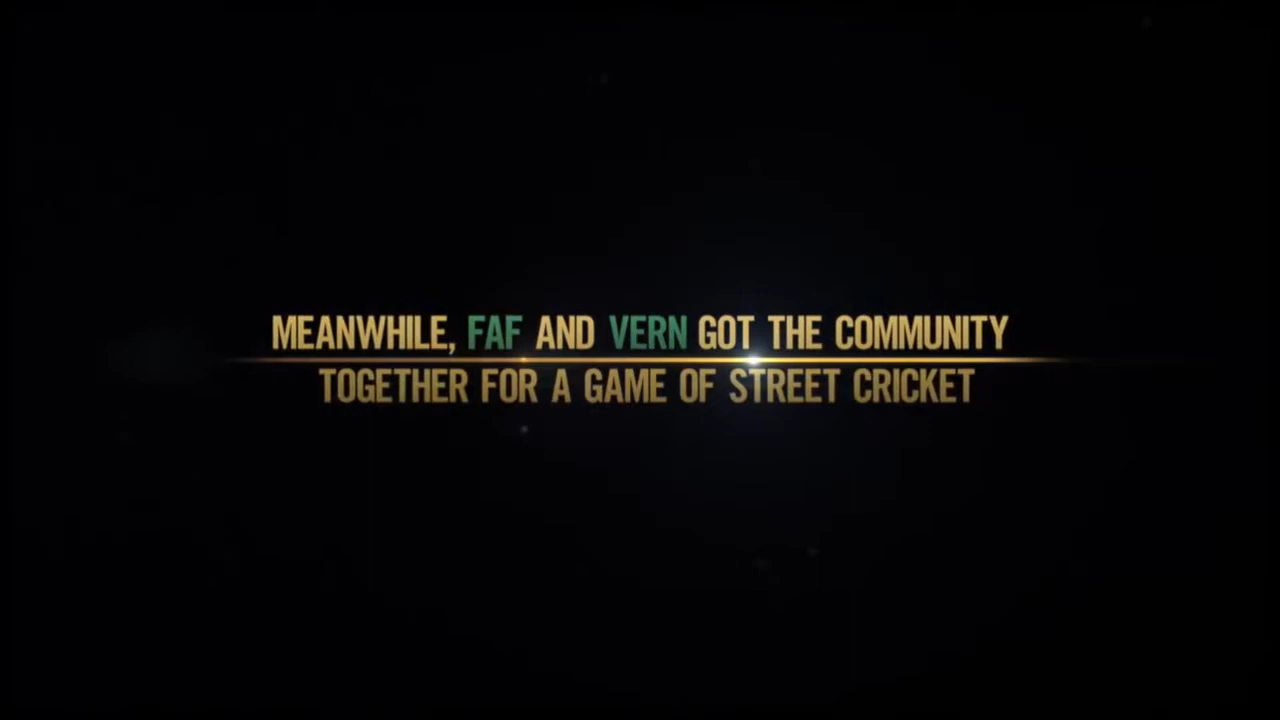 MEANWHILE, FAF AND VERN GOT THE COMMUNITY
TOGETHER FOR A GAME OF STREET CRICKET